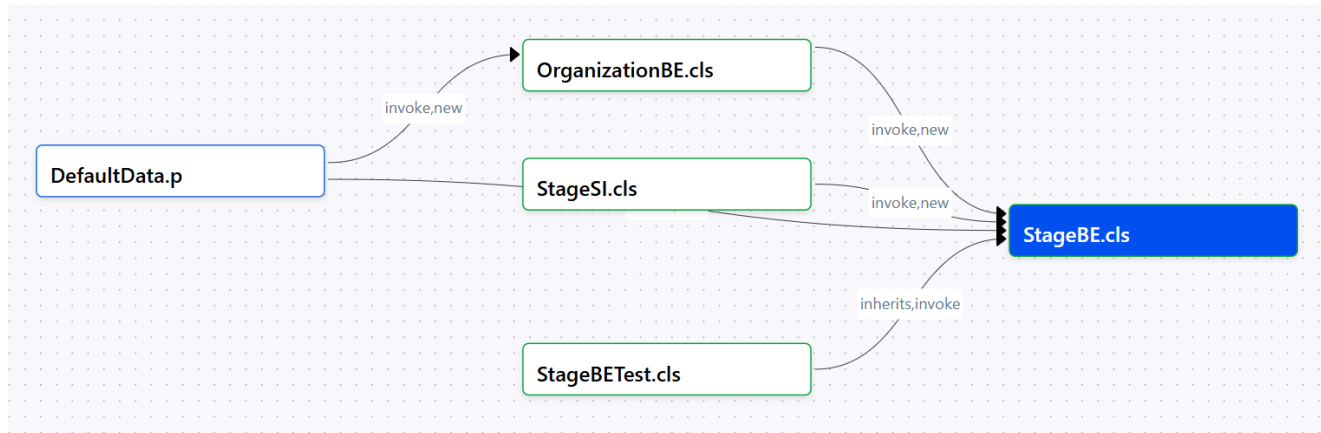 OrganizationBE.cls
invoke,new
invoke,new
DefaultData.p
StageSI.cls
invoke,new
StageBE.cls
inherits,invoke
StageBETest.cls